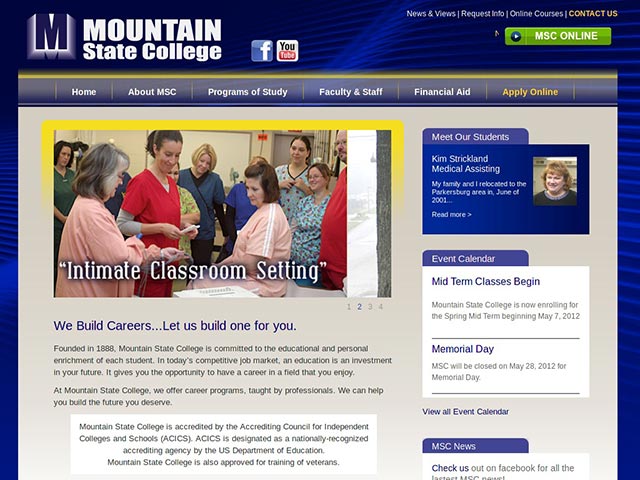 News & Views | Request Info | Online Courses | CONTACT US
M MOUNTAIN
State College
f You Tube
MSC ONLINE
Home About MSC Programs of Study Faculty & Staff Financial Aid Apply Online
"Intimate Classroom Setting"
1 2 3 4
We Build Careers...Let us build one for you.
Founded in 1888, Mountain State College is committed to the educational and personal
enrichment of each student. In today's competitive job market, an education is an investment
in your future. It gives you the opportunity to have a career in a field that you enjoy.
At Mountain State College, we offer career programs, taught by professionals. We can help
you build the future you deserve.
Mountain State College is accredited by the Accrediting Council for Independent
Colleges and Schools (ACICS). ACICS is designated as a nationally-recognized
accrediting agency by the US Department of Education.
Mountain State College is also approved for training of veterans.
Meet Our Students
Kim Strickland
Medical Assisting
My family and I relocated to the
Parkersburg area in, June of
2001...
Read more >
Event Calendar
Mid Term Classes Begin
Mountain State College is now enrolling for
the Spring Mid Term beginning May 7, 2012
Memorial Day
MSC will be closed on May 28, 2012 for
Memorial Day.
View all Event Calendar
MSC News
Check us out on facebook for all the
lastest MSC news!